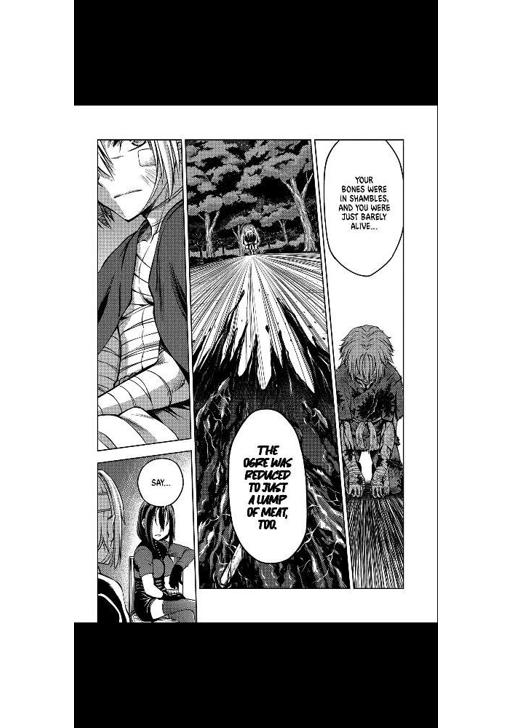 YOUR
BONES WERE
IN SHAMBLES,
AND YOU WERE
JUST BARELY
ALIVE...
THE
OGRE WAS
REDUCED
TO JUST
A LUMP
OF MEAT,
TOO.
SAY...